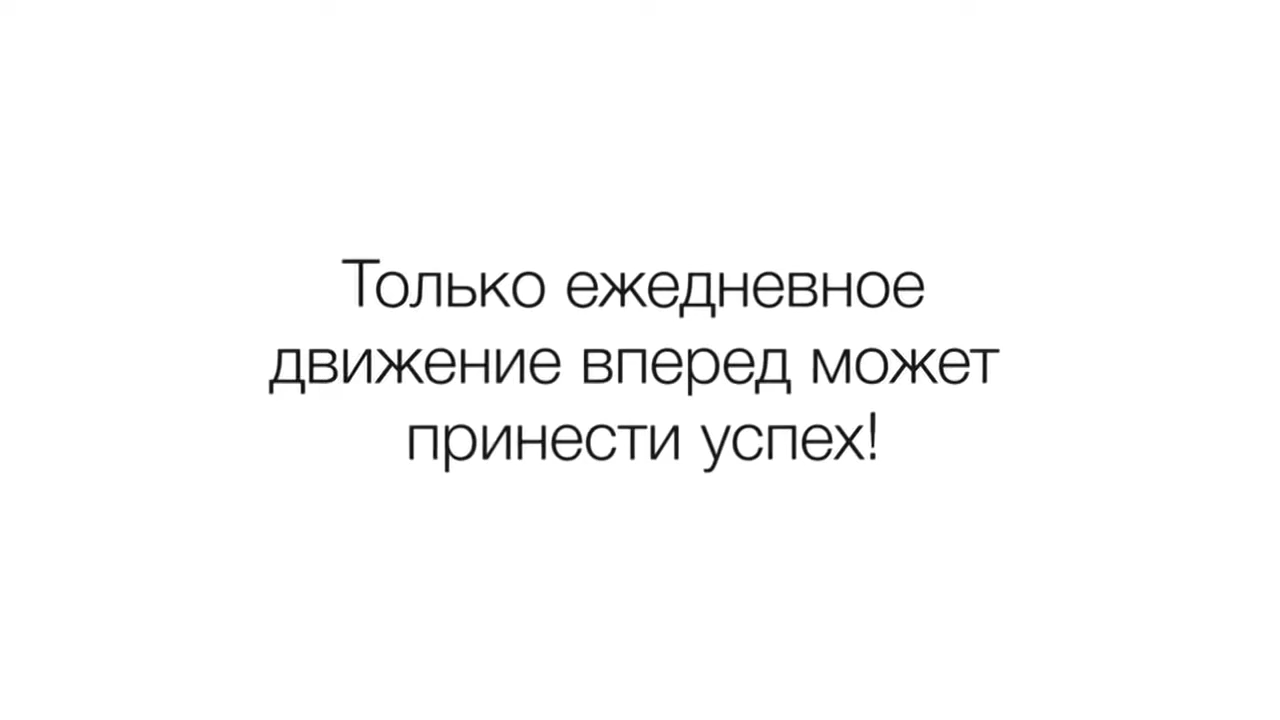 Только ежедневное
движение вперед может
принести успех!